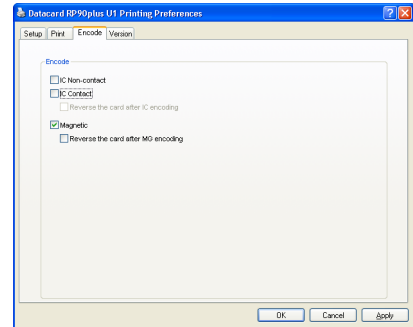 Datacard RP90plus U1 Printing Preferences
Setup Print Encode Version
Encode
IC Non-contact
IC Contact
Reverse the card after IC encoding
Magnetic
Reverse the card after MG encoding
OK Cancel Apply